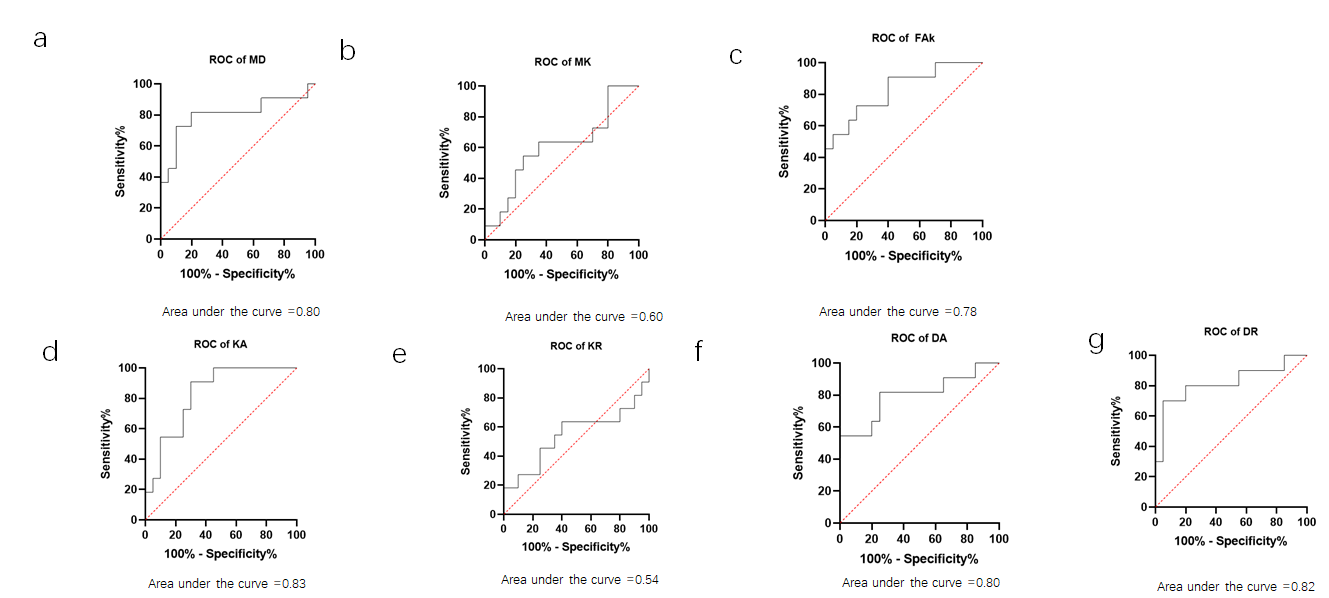 a
ROC of MD
100
80
60
40
20
0
Sensitivity%
0 20 40 60 80 100
100% - Specificity%
Area under the curve =0.80
b
ROC of MK
100
80
60
40
20
0
Sensitivity%
0 20 40 60 80 100
100% - Specificity%
Area under the curve =0.60
c
ROC of FAk
100
80
60
40
20
0
Sensitivity%
0 20 40 60 80 100
100% - Specificity%
Area under the curve =0.78
d
ROC of KA
100
80
60
40
20
0
Sensitivity%
0 20 40 60 80 100
100% - Specificity%
Area under the curve =0.83
e
ROC of KR
100
80
60
40
20
0
Sensitivity%
0 20 40 60 80 100
100% - Specificity%
Area under the curve =0.54
f
ROC of DA
100
80
60
40
20
0
Sensitivity%
0 20 40 60 80 100
100% - Specificity%
Area under the curve =0.80
g
ROC of DR
100
80
60
40
20
0
Sensitivity%
0 20 40 60 80 100
100% - Specificity%
Area under the curve =0.82